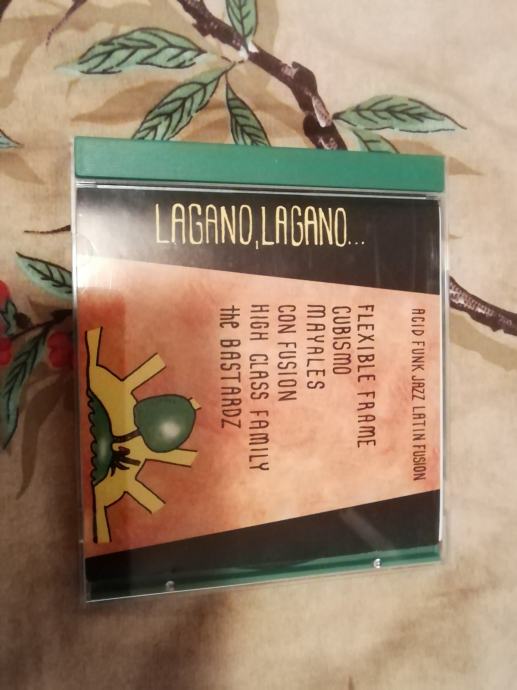 LAGANO, LAGANO...
ACID FUNK JAZZ LATIN FUSION
FLEXIBLE FRAME
CUBISMO
MAYALES
CON FUSION
HIGH CLASS FAMILY
the BASTARDZ